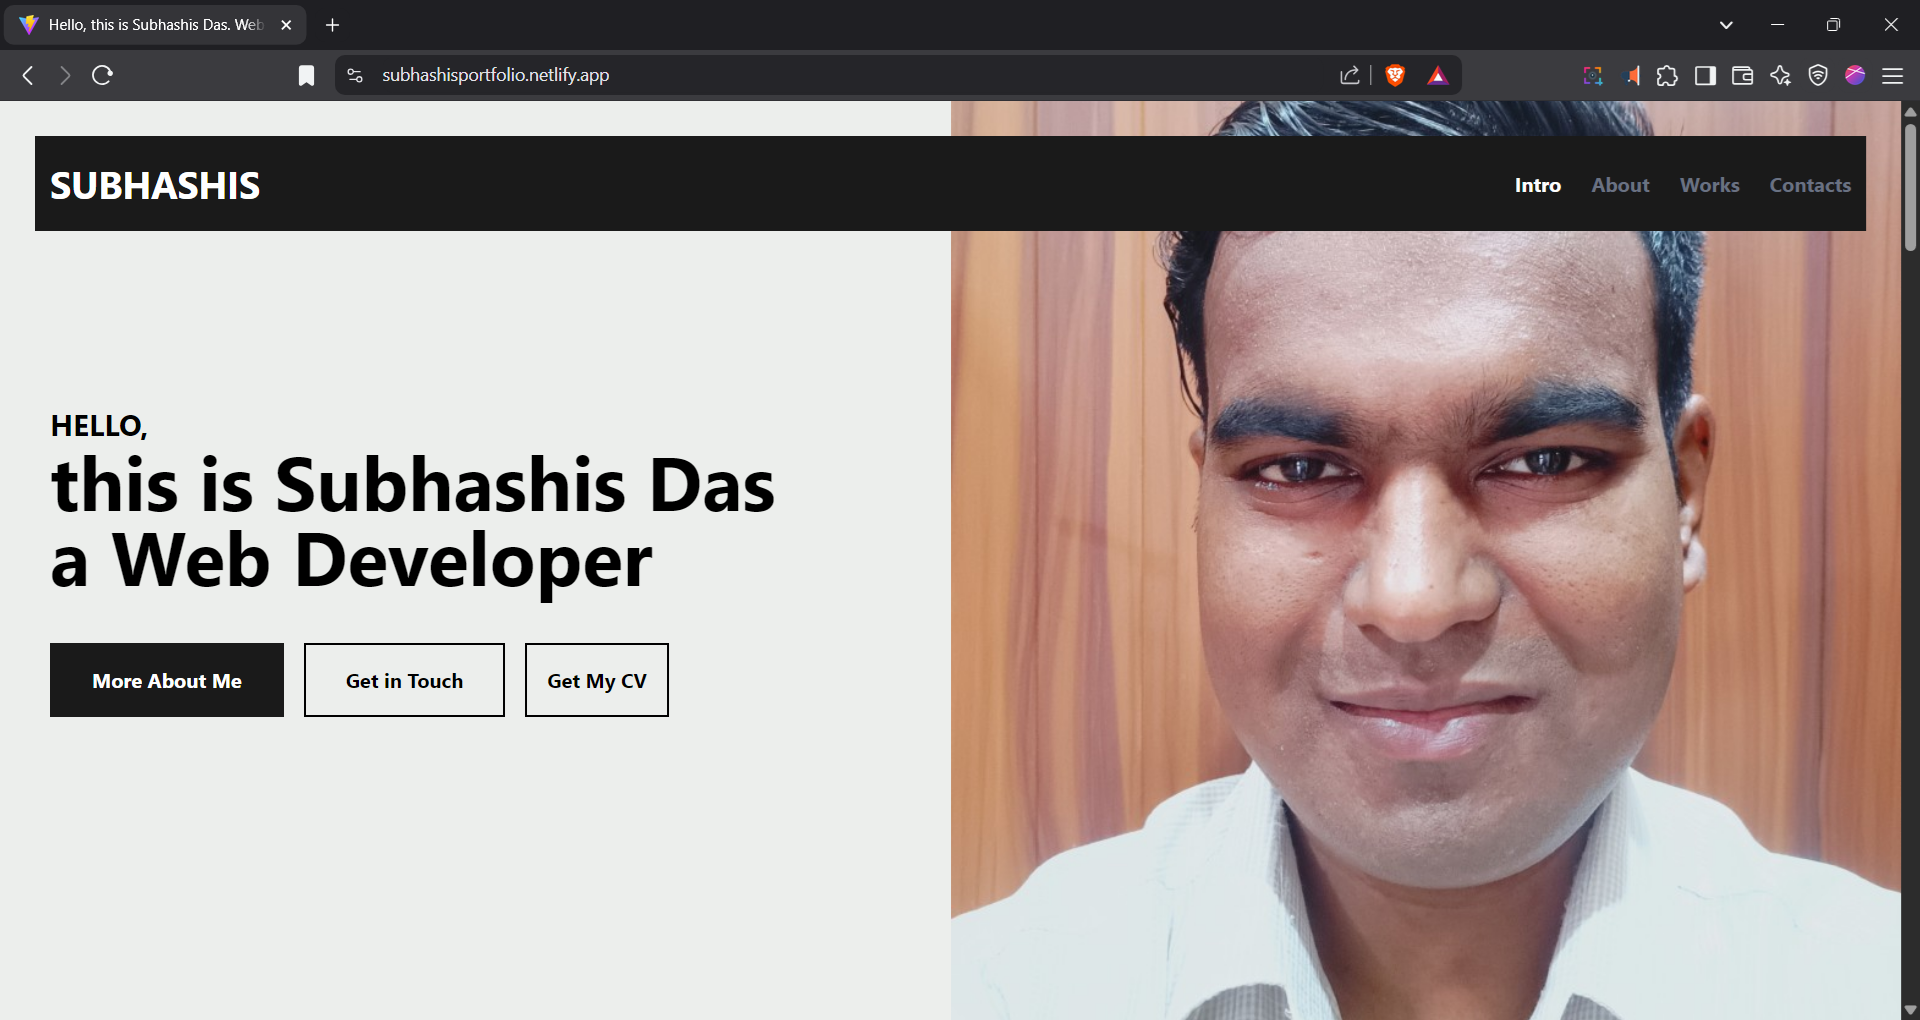 Hello, this is Subhashis Das. Web
subhashisportfolio.netlify.app
SUBHASHIS
Intro About Works Contacts
HELLO,
this is Subhashis Das
a Web Developer
More About Me Get in Touch Get My CV